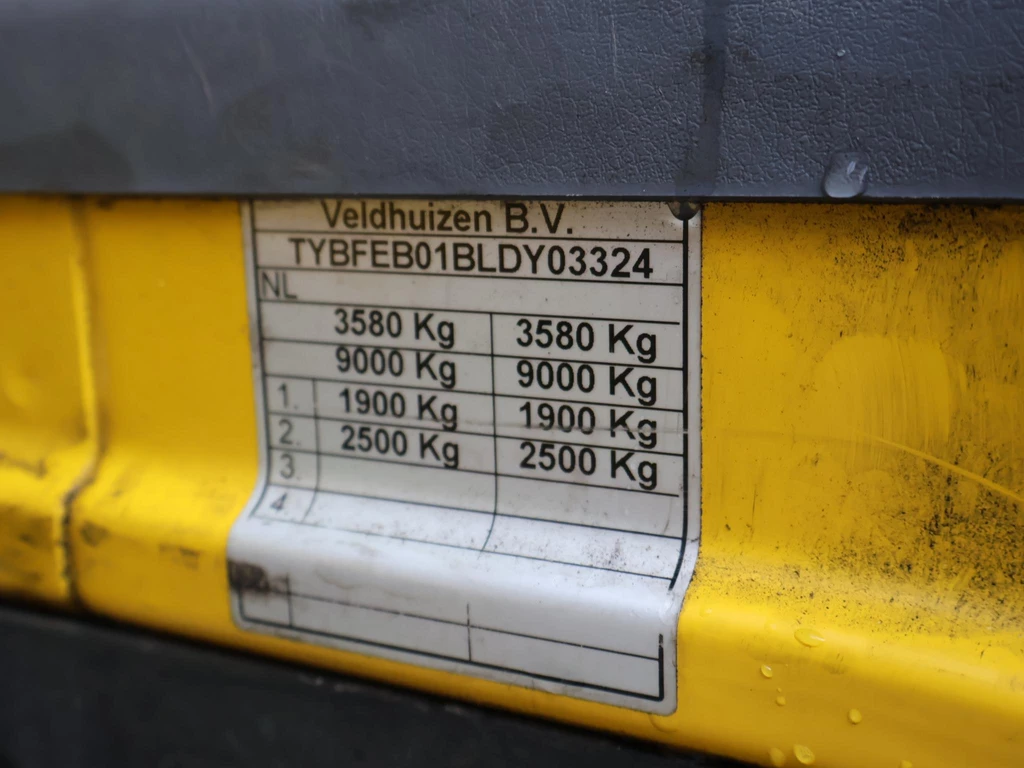 Veldhuizen B.V.
TYBFEB01BLDY03324
NL
3580 Kg 3580 Kg
9000 Kg 9000 Kg
1. 1900 Kg 1900 Kg
2. 2500 Kg 2500 Kg
3.
4